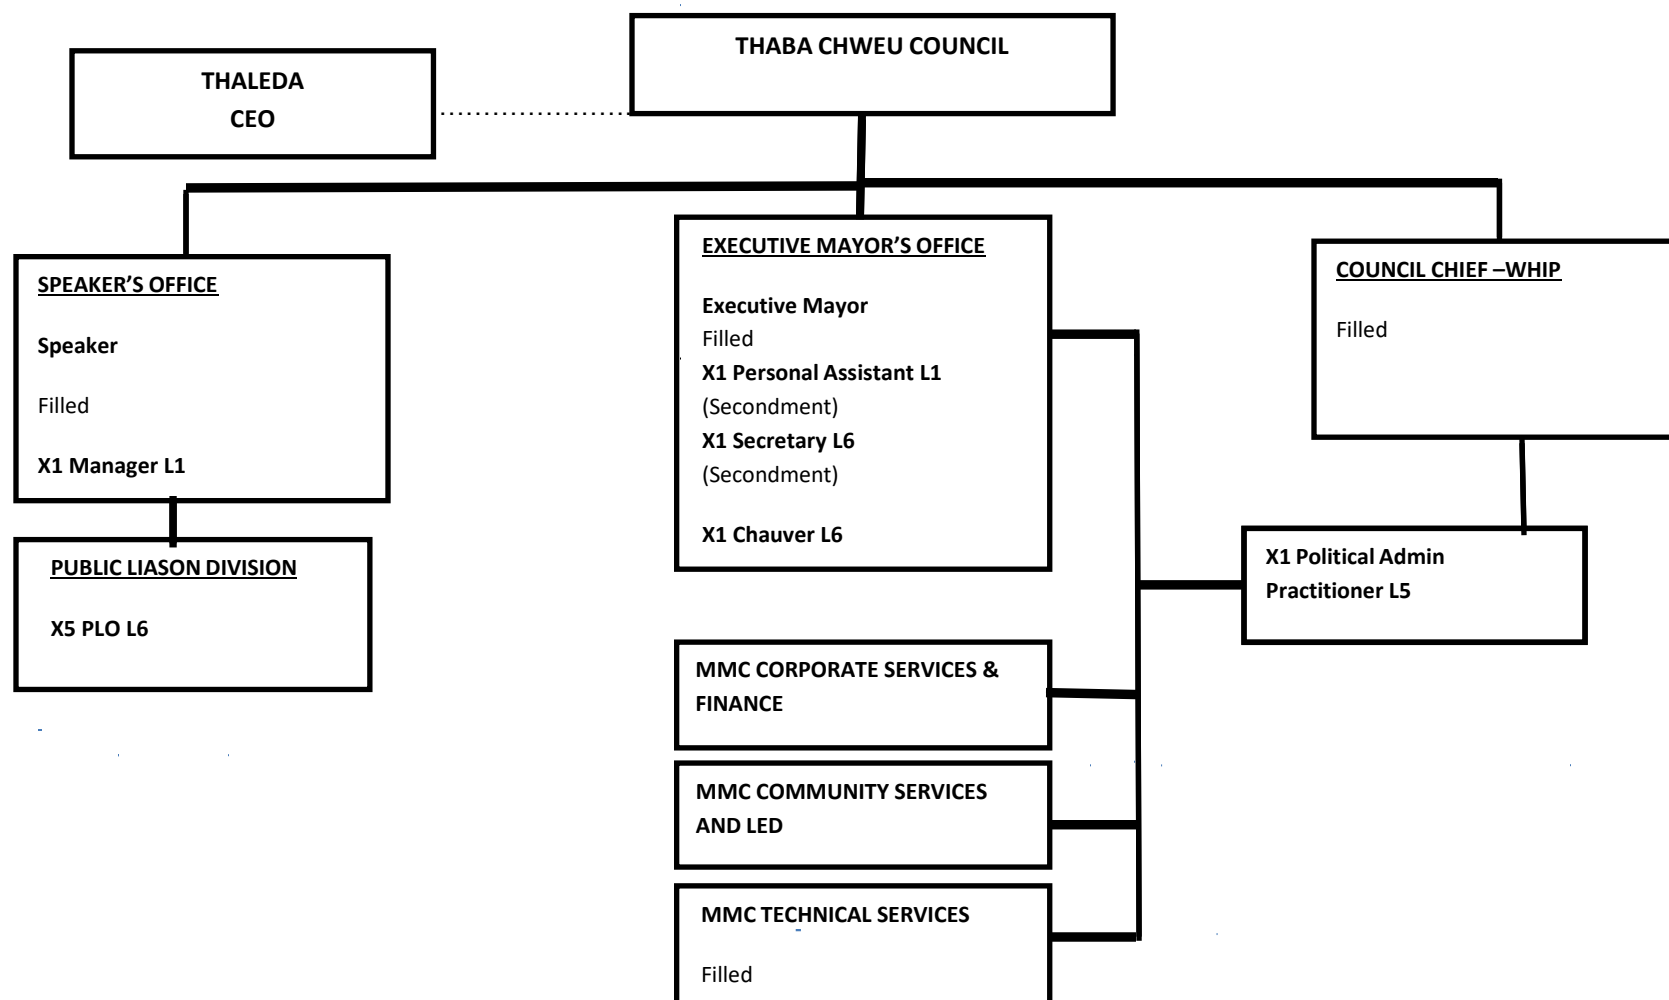 THABA CHWEU COUNCIL
THALEDA
CEO
SPEAKER’S OFFICE
Speaker
Filled
X1 Manager L1
PUBLIC LIASON DIVISION
X5 PLO L6
EXECUTIVE MAYOR’S OFFICE
Executive Mayor
Filled
X1 Personal Assistant L1
(Secondment)
X1 Secretary L6
(Secondment)
X1 Chauver L6
COUNCIL CHIEF –WHIP
Filled
X1 Political Admin
Practitioner L5
MMC CORPORATE SERVICES &
FINANCE
MMC COMMUNITY SERVICES
AND LED
MMC TECHNICAL SERVICES
Filled